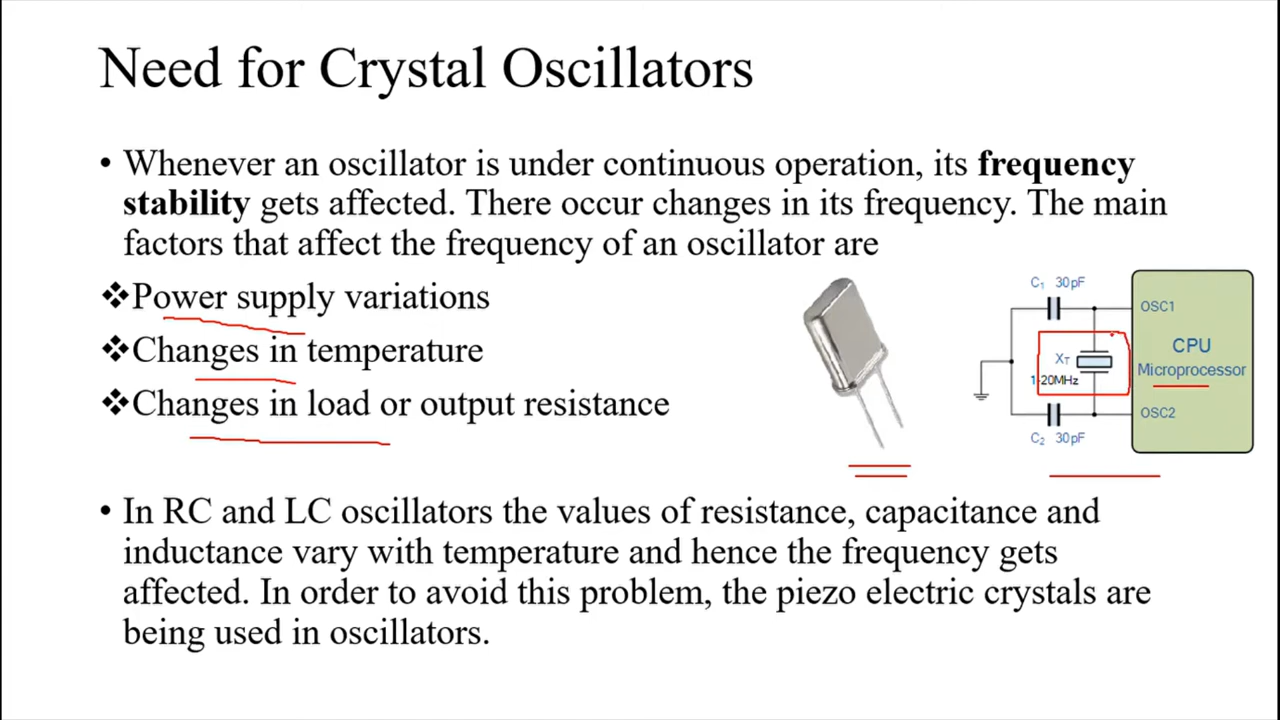 Need for Crystal Oscillators
• Whenever an oscillator is under continuous operation, its frequency
stability gets affected. There occur changes in its frequency. The main
factors that affect the frequency of an oscillator are
❖Power supply variations
❖Changes in temperature
❖Changes in load or output resistance
C₁ 30pF
OSC1
CPU
Microprocessor
X_T
1-20MHz
OSC2
C₂ 30pF
• In RC and LC oscillators the values of resistance, capacitance and
inductance vary with temperature and hence the frequency gets
affected. In order to avoid this problem, the piezo electric crystals are
being used in oscillators.